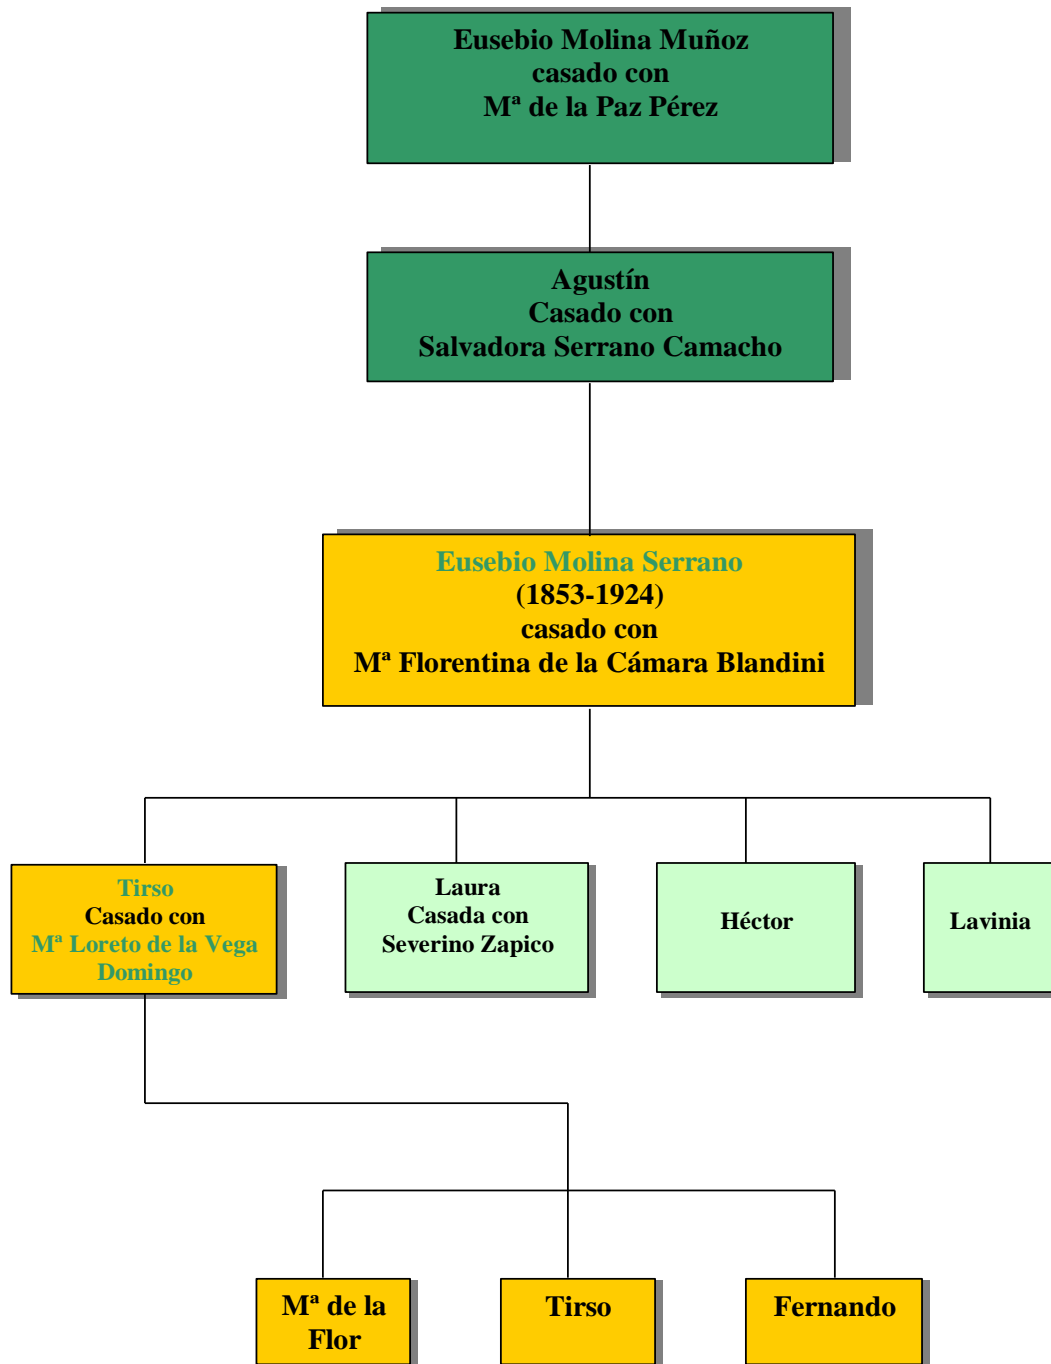 Eusebio Molina Muñoz
casado con
Mª de la Paz Pérez
Agustín
Casado con
Salvadora Serrano Camacho
Eusebio Molina Serrano
(1853-1924)
casado con
Mª Florentina de la Cámara Blandini
Tirso
Casado con
Mª Loreto de la Vega
Domingo
Laura
Casada con
Severino Zapico
Héctor
Lavinia
Mª de la
Flor
Tirso
Fernando